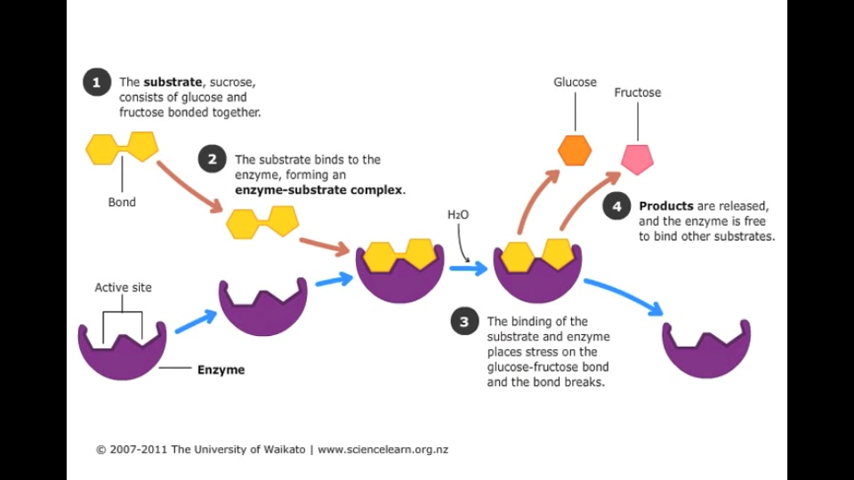 1
The substrate, sucrose,
consists of glucose and
fructose bonded together.
Bond
2
The substrate binds to the
enzyme, forming an
enzyme-substrate complex.
Active site
Enzyme
H₂O
3
The binding of the
substrate and enzyme
places stress on the
glucose-fructose bond
and the bond breaks.
Glucose
Fructose
4
Products are released,
and the enzyme is free
to bind other substrates.
© 2007-2011 The University of Waikato | www.sciencelearn.org.nz